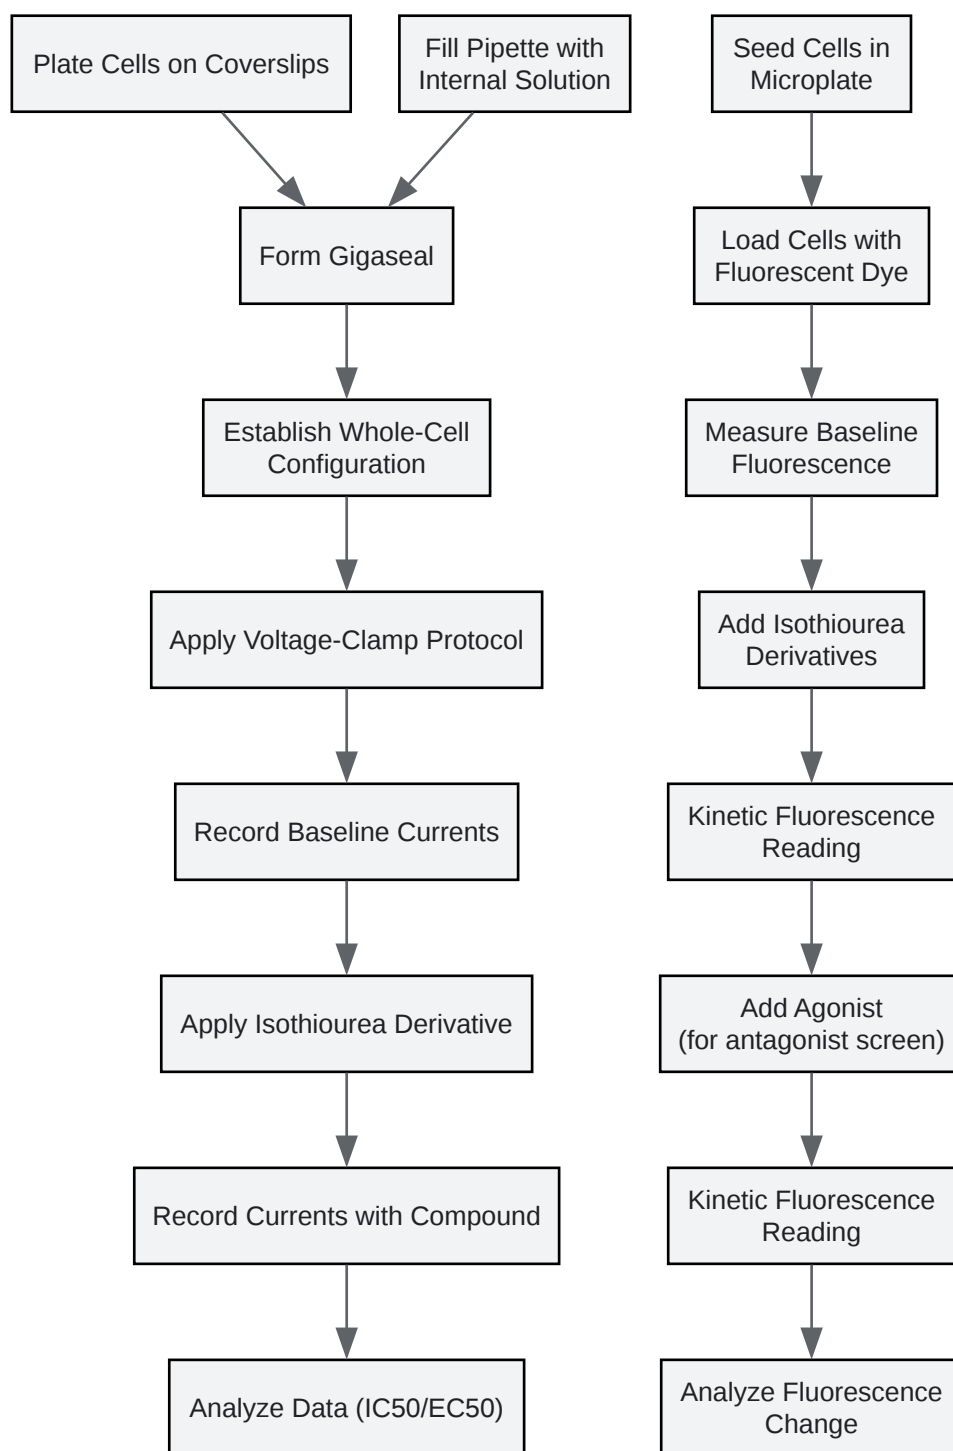 Plate Cells on Coverslips
Fill Pipette with
Internal Solution
Form Gigaseal
Establish Whole-Cell
Configuration
Apply Voltage-Clamp Protocol
Record Baseline Currents
Apply Isothiourea Derivative
Record Currents with Compound
Analyze Data (IC50/EC50)
Seed Cells in
Microplate
Load Cells with
Fluorescent Dye
Measure Baseline
Fluorescence
Add Isothiourea
Derivatives
Kinetic Fluorescence
Reading
Add Agonist
(for antagonist screen)
Kinetic Fluorescence
Reading
Analyze Fluorescence
Change